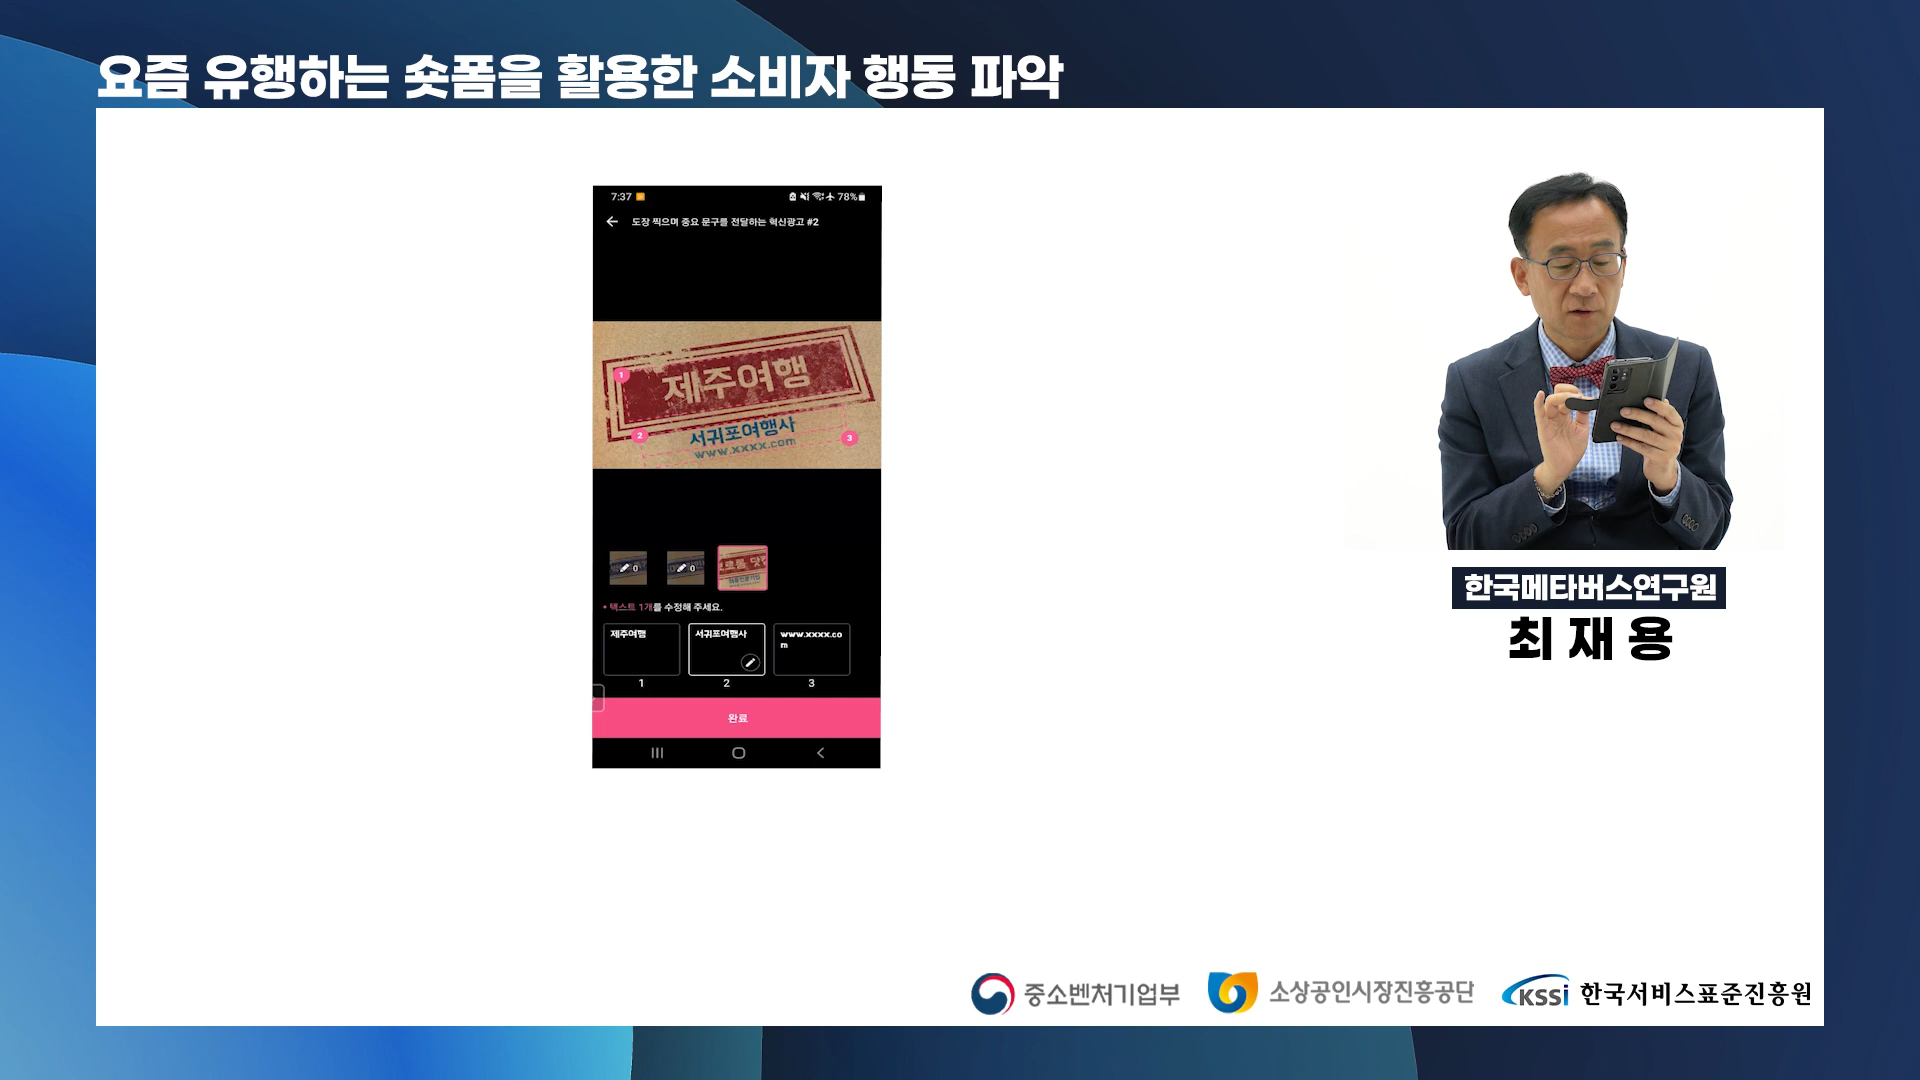 요즘 유행하는 숏폼을 활용한 소비자 행동 파악
7:37
78%
도장 찍으며 중요 문구를 전달하는 혁신광고 #2
제주여행
1
2
서귀포여행사
3
www.xxxx.com
0
0
• 텍스트 1개를 수정해 주세요.
제주여행
서귀포여행사
www.xxxx.co
m
1
2
3
완료
한국메타버스연구원
최재용
중소벤처기업부
소상공인시장진흥공단
KSSi 한국서비스표준진흥원